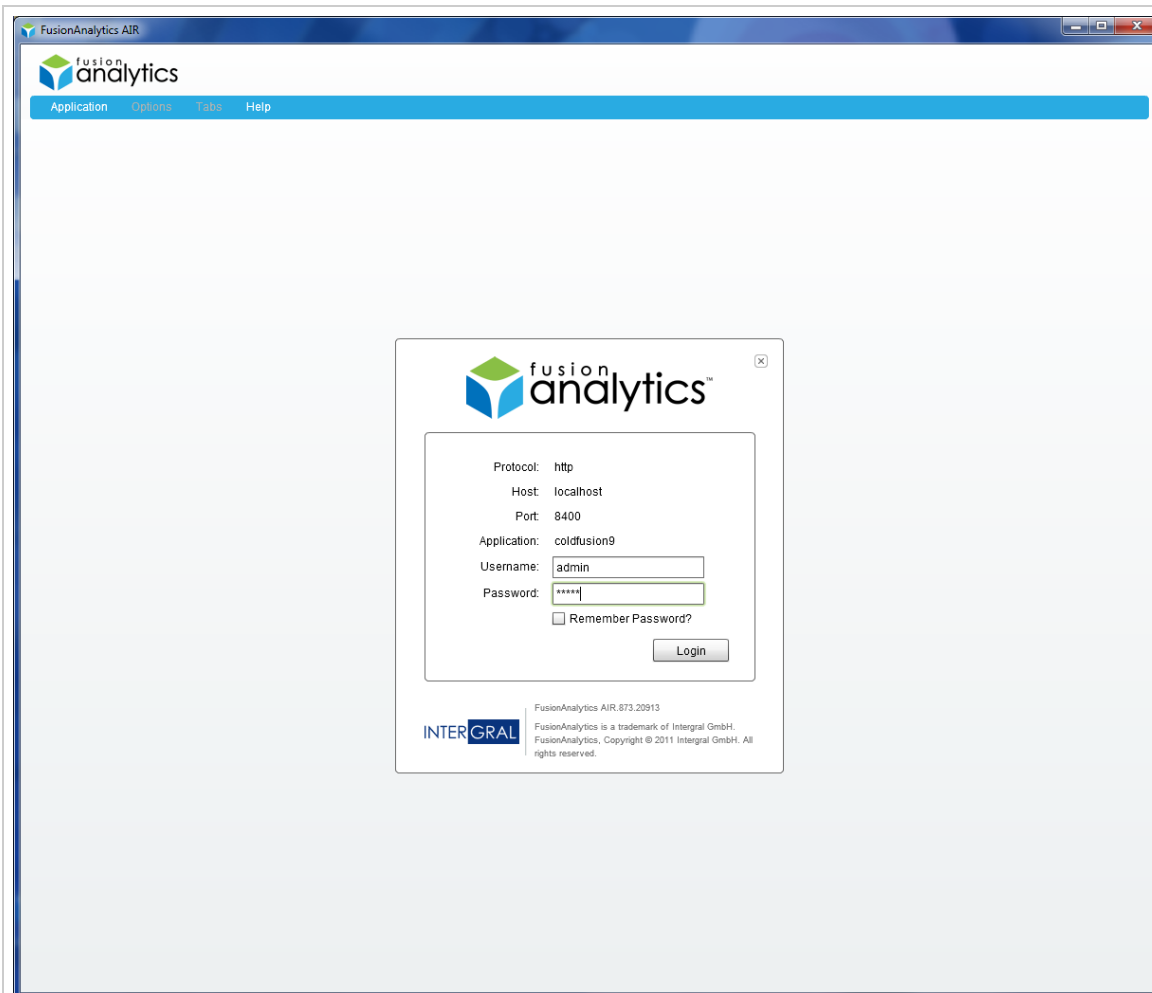 FusionAnalytics AIR
fusion
analytics
Application Options Tabs Help
fusion
analytics™
Protocol: http
Host: localhost
Port: 8400
Application: coldfusion9
Username: admin
Password: *****
Remember Password?
Login
FusionAnalytics AIR.873.20913
INTERGRAL
FusionAnalytics is a trademark of Intergral GmbH.
FusionAnalytics, Copyright © 2011 Intergral GmbH. All
rights reserved.